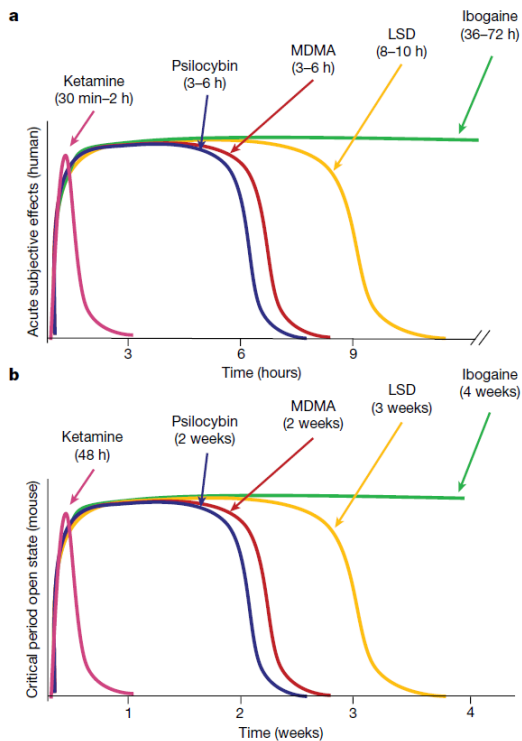 a
Ibogaine
(36–72 h)
LSD
(8–10 h)
MDMA
(3–6 h)
Psilocybin
(3–6 h)
Ketamine
(30 min–2 h)
Acute subjective effects (human)
3
6
9
Time (hours)
b
Ibogaine
(4 weeks)
LSD
(3 weeks)
MDMA
(2 weeks)
Psilocybin
(2 weeks)
Ketamine
(48 h)
Critical period open state (mouse)
1
2
3
4
Time (weeks)